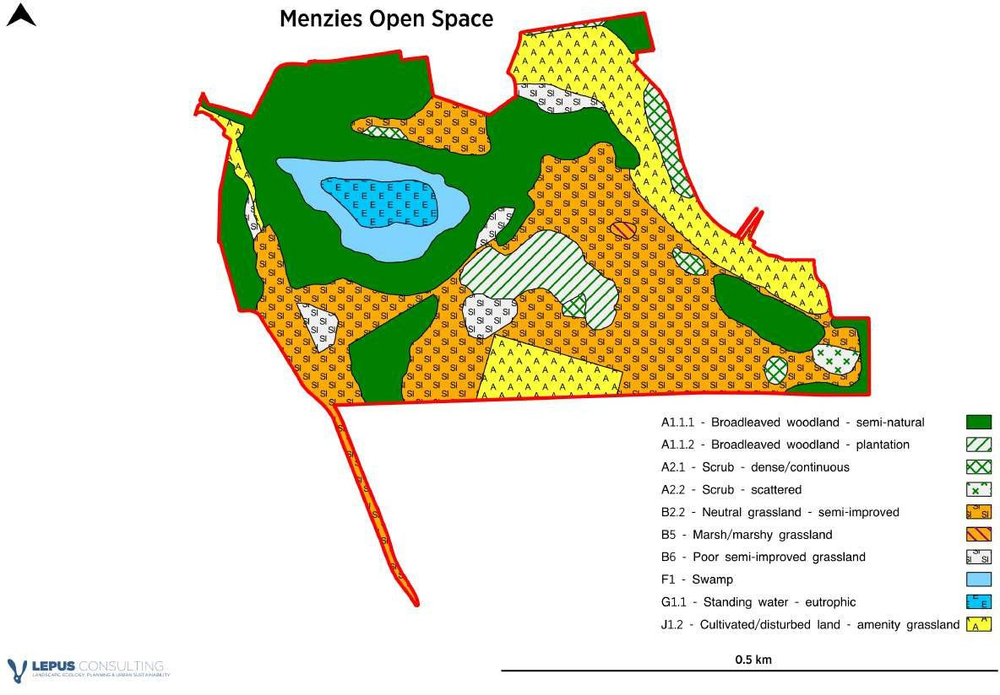 Menzies Open Space
A1.1.1 - Broadleaved woodland - semi-natural
A1.1.2 - Broadleaved woodland - plantation
A2.1 - Scrub - dense/continuous
A2.2 - Scrub - scattered
B2.2 - Neutral grassland - semi-improved
B5 - Marsh/marshy grassland
B6 - Poor semi-improved grassland
F1 - Swamp
G1.1 - Standing water - eutrophic
J1.2 - Cultivated/disturbed land - amenity grassland
0.5 km
LEPUS CONSULTING
LANDSCAPE, ECOLOGY, PLANNING & URBAN SUSTAINABILITY